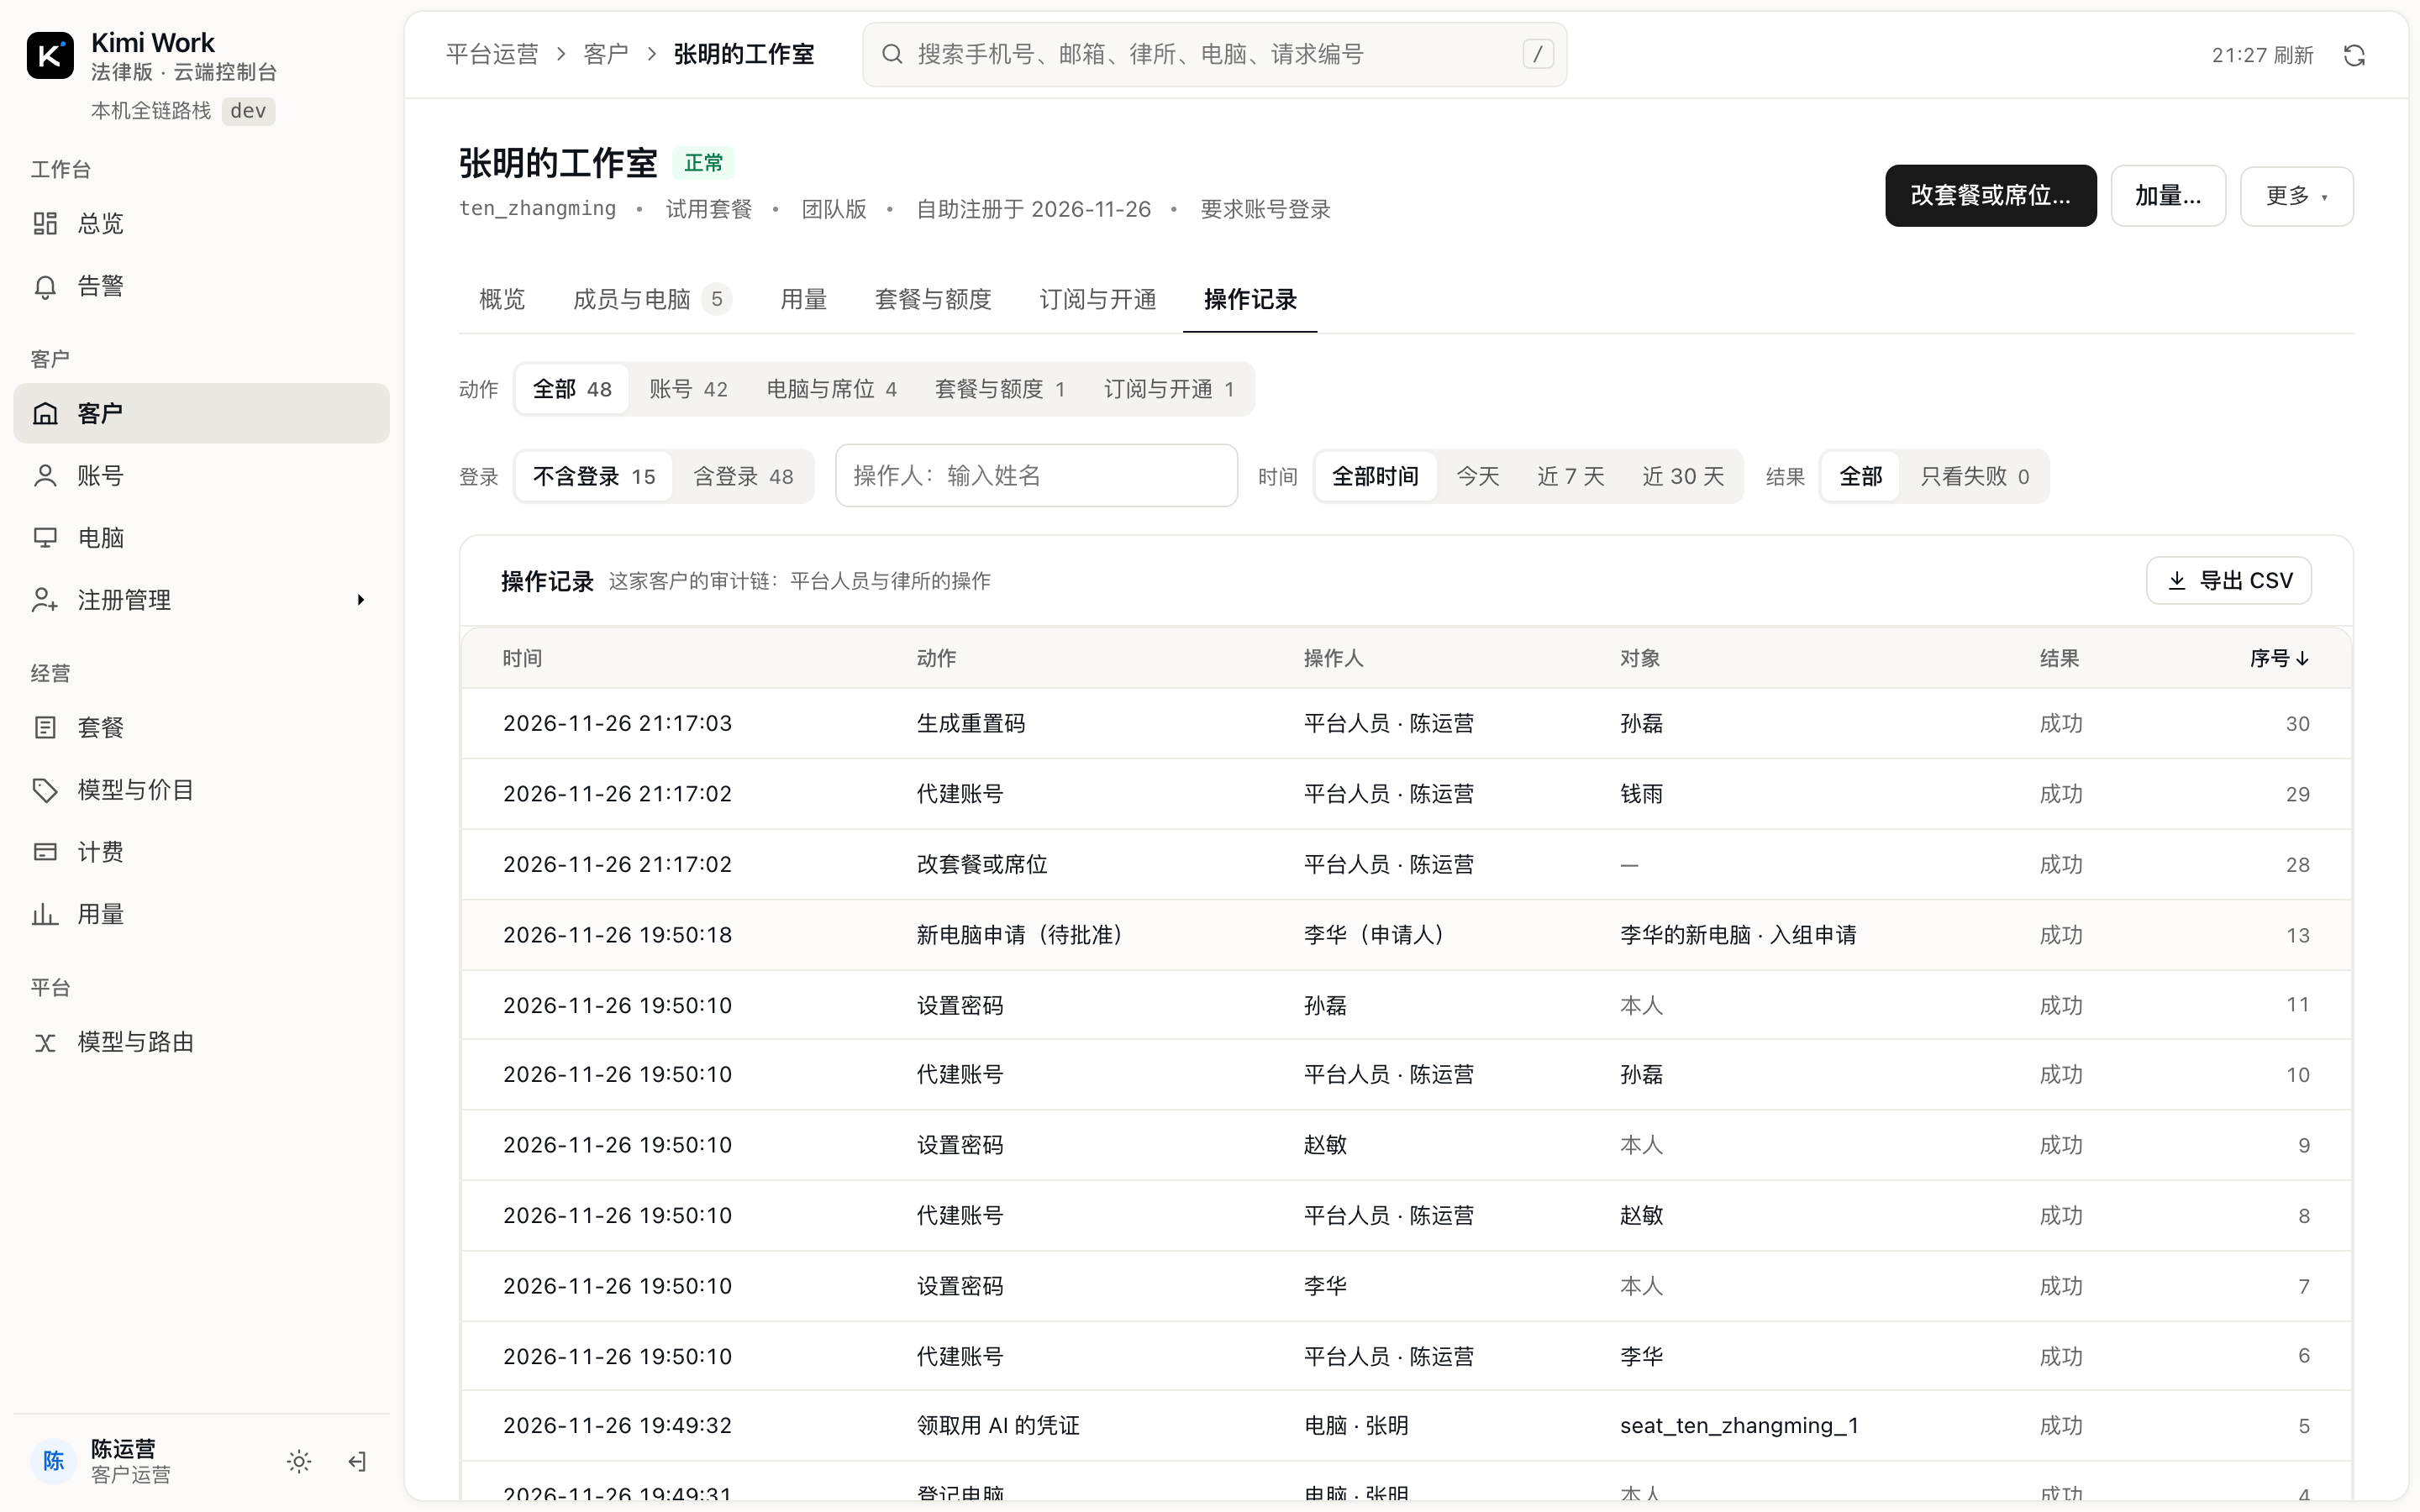 Kimi Work
法律版 · 云端控制台
本机全链路栈 dev
工作台
总览
告警
客户
客户
账号
电脑
注册管理
经营
套餐
模型与价目
计费
用量
平台
模型与路由
陈 陈运营
客户运营
平台运营 > 客户 > 张明的工作室
搜索手机号、邮箱、律所、电脑、请求编号 /
21:27 刷新
张明的工作室 正常
ten_zhangming • 试用套餐 • 团队版 • 自助注册于 2026-11-26 • 要求账号登录
改套餐或席位... 加量... 更多
概览 成员与电脑 5 用量 套餐与额度 订阅与开通 操作记录
动作 全部 48 账号 42 电脑与席位 4 套餐与额度 1 订阅与开通 1
登录 不含登录 15 含登录 48 操作人：输入姓名 时间 全部时间 今天 近 7 天 近 30 天 结果 全部 只看失败 0
操作记录 这家客户的审计链：平台人员与律所的操作 导出 CSV
时间 动作 操作人 对象 结果 序号↓
2026-11-26 21:17:03 生成重置码 平台人员 · 陈运营 孙磊 成功 30
2026-11-26 21:17:02 代建账号 平台人员 · 陈运营 钱雨 成功 29
2026-11-26 21:17:02 改套餐或席位 平台人员 · 陈运营 — 成功 28
2026-11-26 19:50:18 新电脑申请（待批准） 李华（申请人） 李华的新电脑 · 入组申请 成功 13
2026-11-26 19:50:10 设置密码 孙磊 本人 成功 11
2026-11-26 19:50:10 代建账号 平台人员 · 陈运营 孙磊 成功 10
2026-11-26 19:50:10 设置密码 赵敏 本人 成功 9
2026-11-26 19:50:10 代建账号 平台人员 · 陈运营 赵敏 成功 8
2026-11-26 19:50:10 设置密码 李华 本人 成功 7
2026-11-26 19:50:10 代建账号 平台人员 · 陈运营 李华 成功 6
2026-11-26 19:49:32 领取用 AI 的凭证 电脑 · 张明 seat_ten_zhangming_1 成功 5
2026-11-26 19:49:31 登记电脑 电脑 · 张明 本人 成功 4